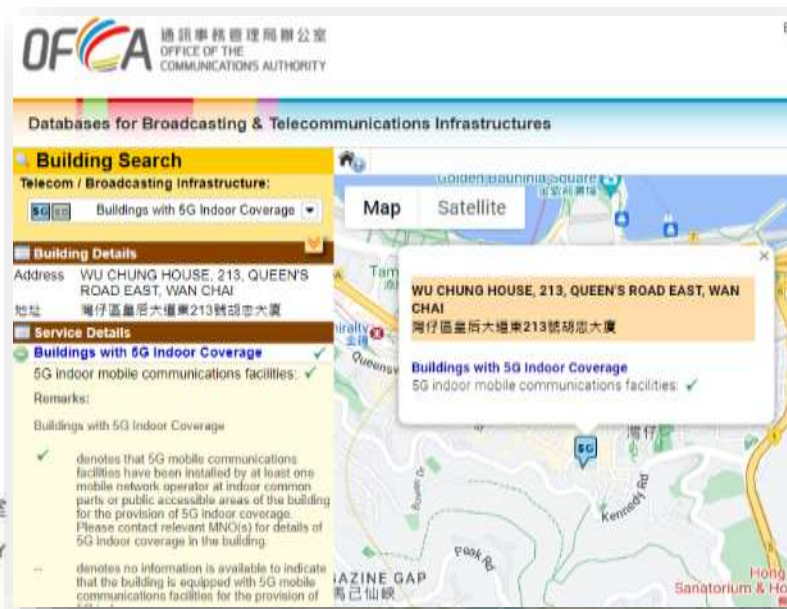 OFCA
通訊事務管理局辦公室
OFFICE OF THE
COMMUNICATIONS AUTHORITY
Databases for Broadcasting & Telecommunications Infrastructures
Building Search
Telecom / Broadcasting Infrastructure:
5G Buildings with 5G Indoor Coverage
Building Details
Address WU CHUNG HOUSE, 213, QUEEN'S
ROAD EAST, WAN CHAI
地址 灣仔區皇后大道東213號胡忠大廈
Service Details
Buildings with 5G Indoor Coverage ✓
5G indoor mobile communications facilities: ✓
Remarks:
Buildings with 5G Indoor Coverage
✓ denotes that 5G mobile communications
facilities have been installed by at least one
mobile network operator at indoor common
parts or public accessible areas of the building
for the provision of 5G indoor coverage.
Please contact relevant MNO(s) for details of
5G indoor coverage in the building.
-- denotes no information is available to indicate
that the building is equipped with 5G mobile
communications facilities for the provision of
Map Satellite
Golden Bauhinia Square
Tam
WU CHUNG HOUSE, 213, QUEEN'S ROAD EAST, WAN
CHAI
灣仔區皇后大道東213號胡忠大廈
Buildings with 5G Indoor Coverage
5G indoor mobile communications facilities: ✓
iralty
金鐘
Queensw
灣仔
5G
Bowen Dr
Kennedy Rd
Peak Rd
AZINE GAP
馬己仙峽
Hong
Sanatorium & Ho